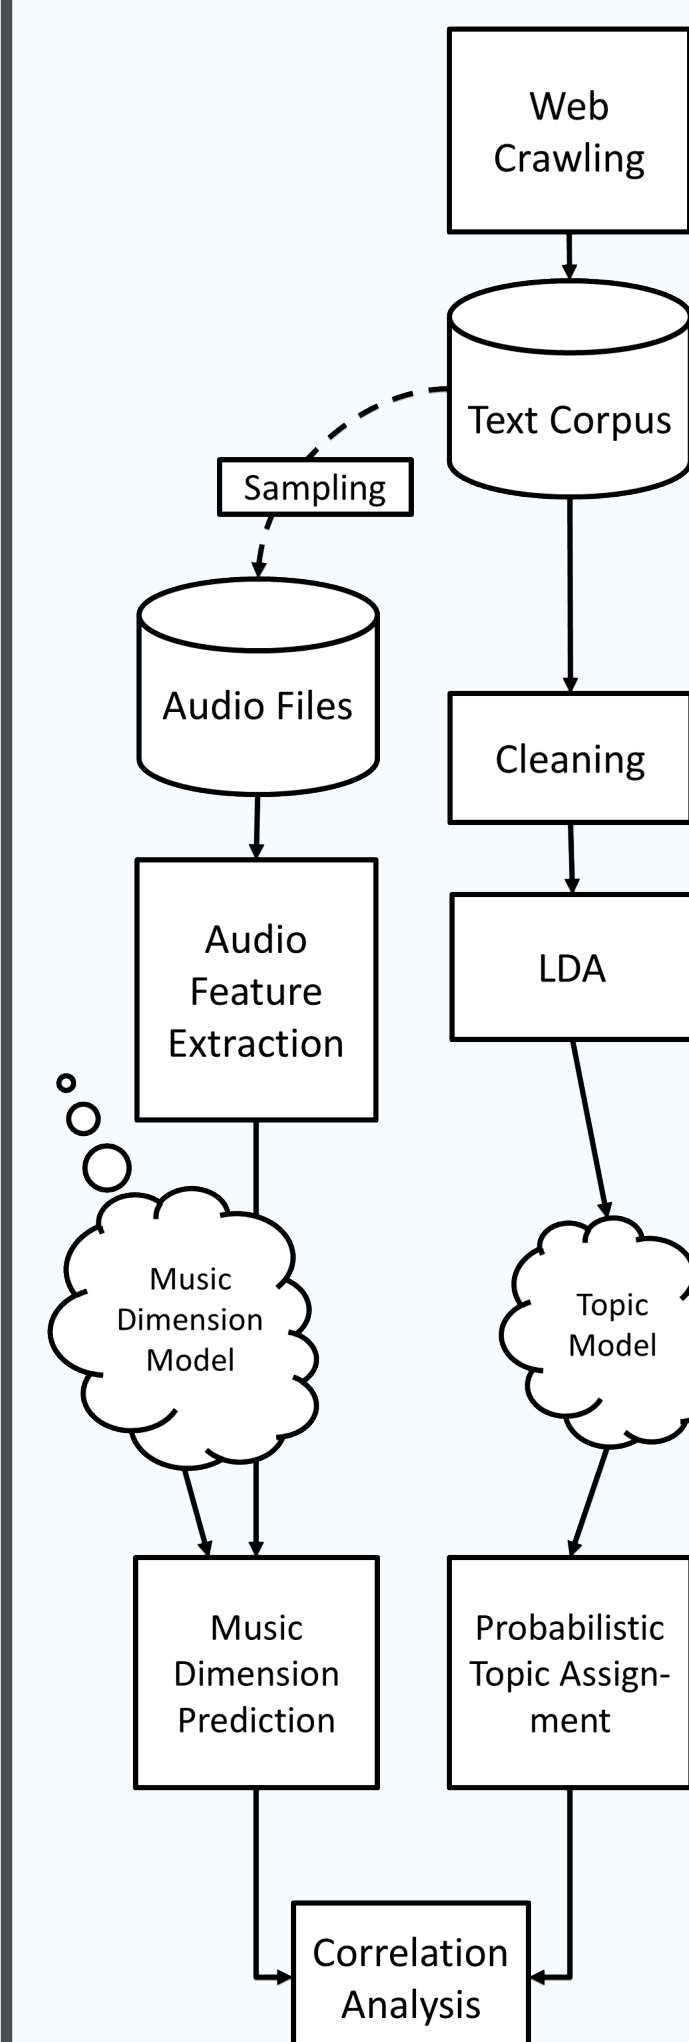 Web
Crawling
Text Corpus
Sampling
Audio Files
Cleaning
Audio
Feature
Extraction
LDA
Music
Dimension
Model
Topic
Model
Music
Dimension
Prediction
Probabilistic
Topic Assign-
ment
Correlation
Analysis